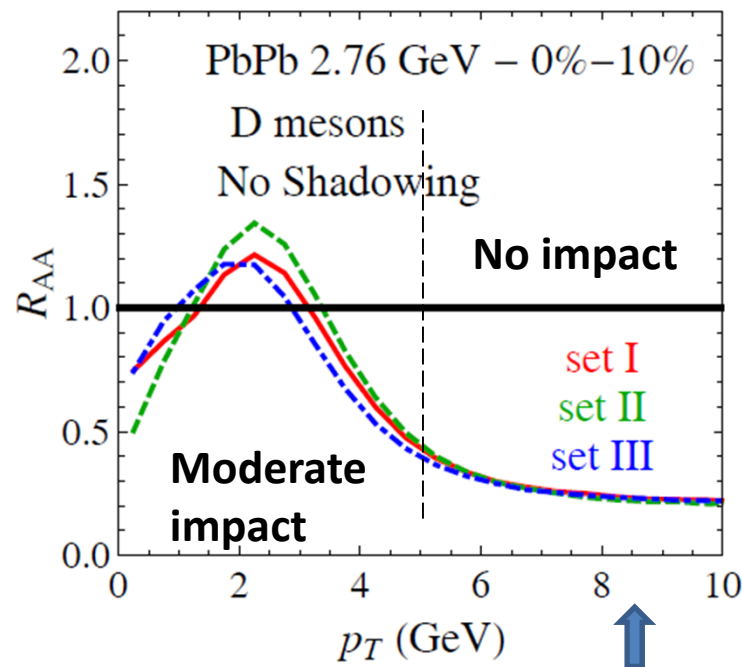 PbPb 2.76 GeV – 0%–10%
D mesons
No Shadowing
No impact
set I
set II
set III
Moderate
impact
R_AA
2.0
1.5
1.0
0.5
0.0
0 2 4 6 8 10
p_T (GeV)